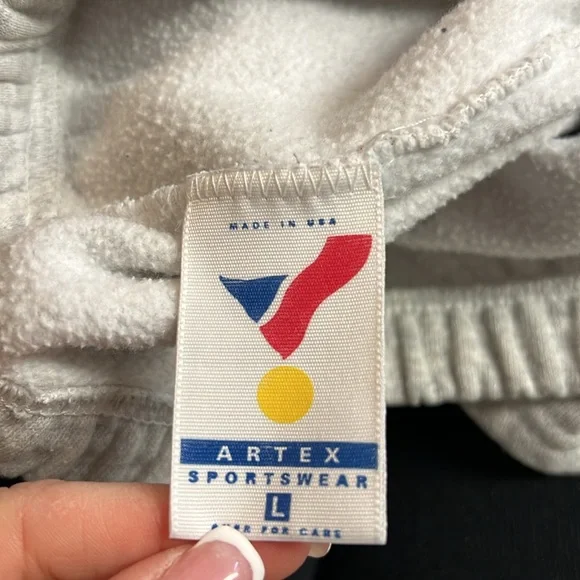 MADE IN USA
ARTEX
SPORTSWEAR
L
OVER FOR CARE